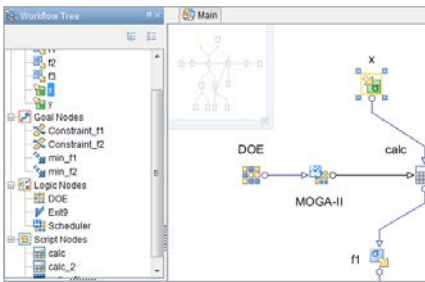 Workflow Tree
Main
f2
f3
x
y
Goal Nodes
Constraint_f1
Constraint_f2
min_f1
min_f2
Logic Nodes
DOE
Exit9
Scheduler
Script Nodes
calc
calc_2
x
calc
DOE
MOGA-II
f1